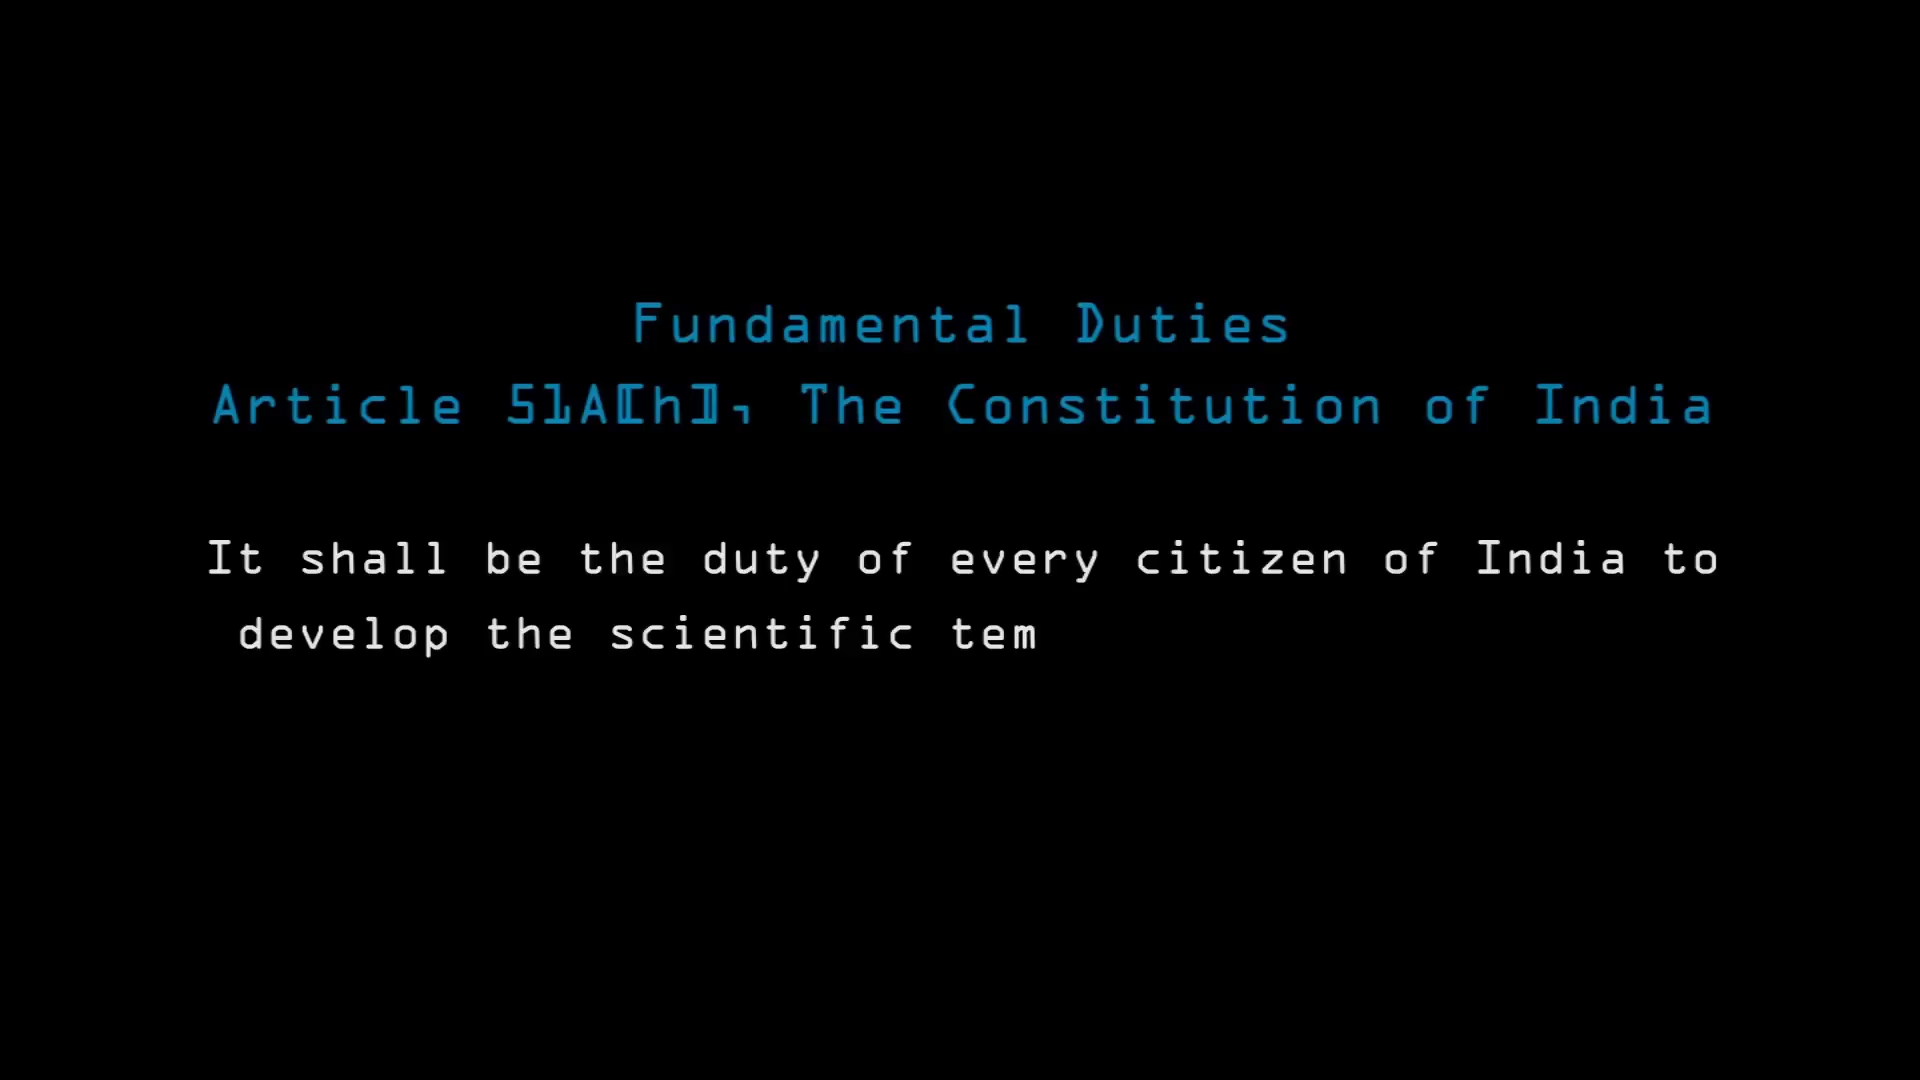 Fundamental Duties
Article 51A[h], The Constitution of India
It shall be the duty of every citizen of India to
develop the scientific tem